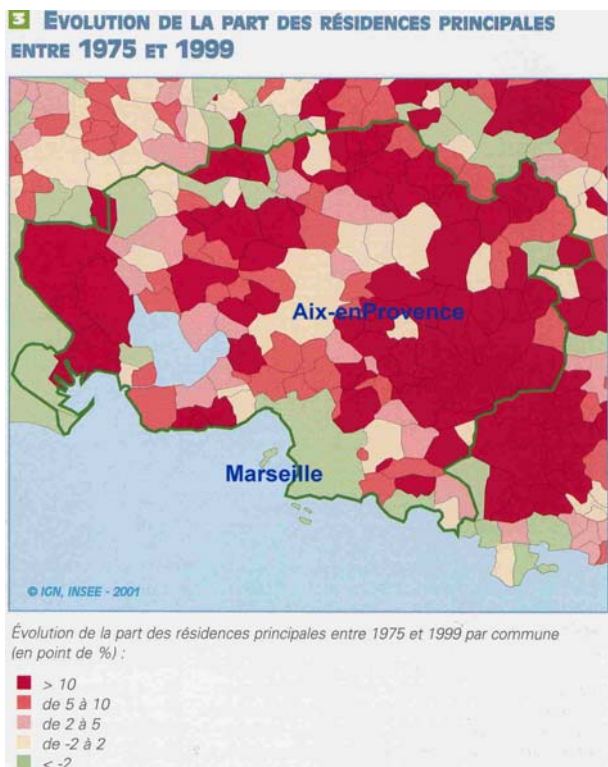 3 EVOLUTION DE LA PART DES RÉSIDENCES PRINCIPALES
ENTRE 1975 ET 1999
Aix-enProvence
Marseille
© IGN, INSEE - 2001
Évolution de la part des résidences principales entre 1975 et 1999 par commune
(en point de %) :
> 10
de 5 à 10
de 2 à 5
de -2 à 2
< -2